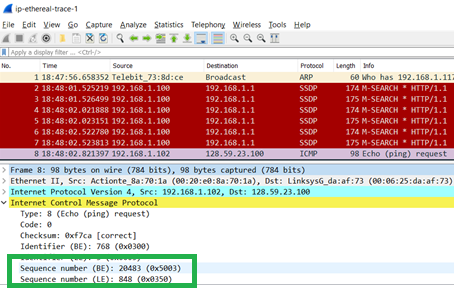 ip-ethereal-trace-1
File Edit View Go Capture Analyze Statistics Telephony Wireless Tools Help
Apply a display filter ... <Ctrl-/>
No. Time Source Destination Protocol Length Info
1 18:47:56.658352 Telebit_73:8d:ce Broadcast ARP 60 Who has 192.168.1.117
2 18:48:01.525219 192.168.1.100 192.168.1.1 SSDP 174 M-SEARCH * HTTP/1.1
3 18:48:01.526499 192.168.1.100 192.168.1.1 SSDP 175 M-SEARCH * HTTP/1.1
4 18:48:02.021888 192.168.1.100 192.168.1.1 SSDP 174 M-SEARCH * HTTP/1.1
5 18:48:02.023151 192.168.1.100 192.168.1.1 SSDP 175 M-SEARCH * HTTP/1.1
6 18:48:02.522780 192.168.1.100 192.168.1.1 SSDP 174 M-SEARCH * HTTP/1.1
7 18:48:02.523813 192.168.1.100 192.168.1.1 SSDP 175 M-SEARCH * HTTP/1.1
8 18:48:02.821397 192.168.1.102 128.59.23.100 ICMP 98 Echo (ping) request
Frame 8: 98 bytes on wire (784 bits), 98 bytes captured (784 bits)
Ethernet II, Src: Actionte_8a:70:1a (00:20:e0:8a:70:1a), Dst: LinksysG_da:af:73 (00:06:25:da:af:73)
Internet Protocol Version 4, Src: 192.168.1.102, Dst: 128.59.23.100
Internet Control Message Protocol
Type: 8 (Echo (ping) request)
Code: 0
Checksum: 0xf7ca [correct]
Identifier (BE): 768 (0x0300)
Sequence number (BE): 20483 (0x5003)
Sequence number (LE): 848 (0x0350)